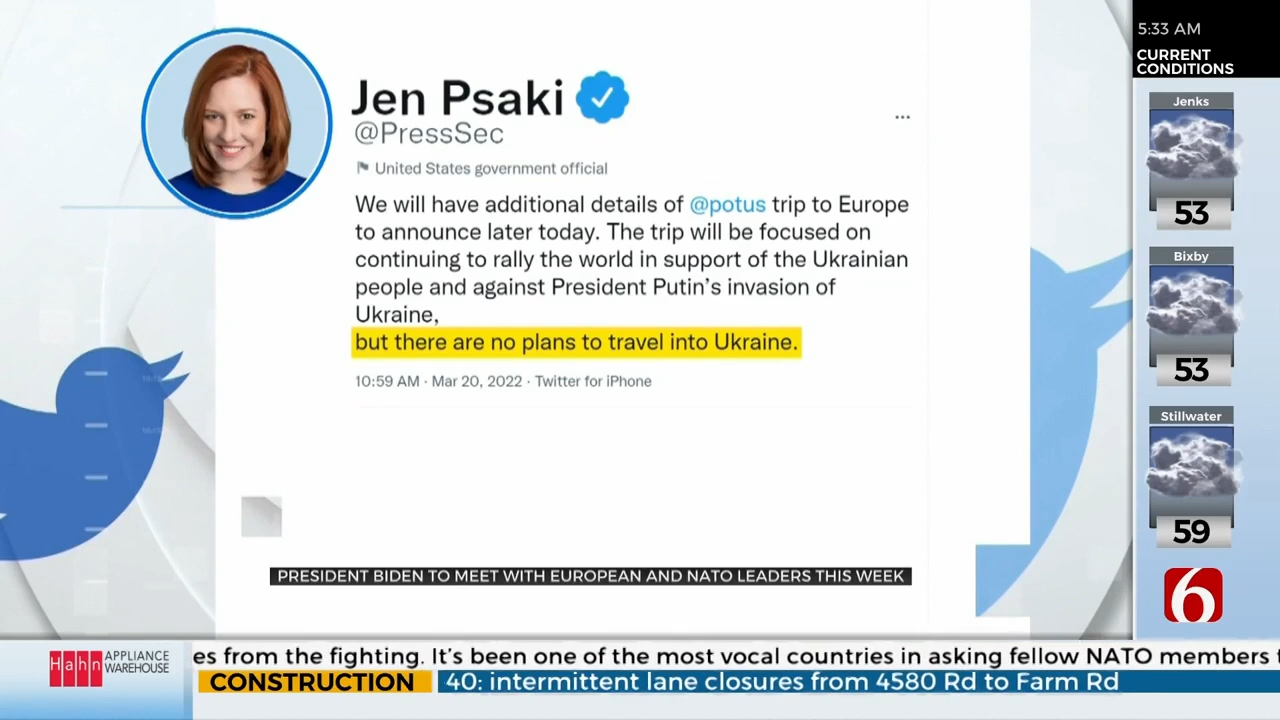 Jen Psaki
@PressSec
...
United States government official
We will have additional details of @potus trip to Europe
to announce later today. The trip will be focused on
continuing to rally the world in support of the Ukrainian
people and against President Putin's invasion of
Ukraine,
but there are no plans to travel into Ukraine.
10:59 AM · Mar 20, 2022 · Twitter for iPhone
PRESIDENT BIDEN TO MEET WITH EUROPEAN AND NATO LEADERS THIS WEEK
5:33 AM
CURRENT
CONDITIONS
Jenks
53
Bixby
53
Stillwater
59
6
Hahn APPLIANCE
WAREHOUSE
es from the fighting. It's been one of the most vocal countries in asking fellow NATO members t
CONSTRUCTION 40: intermittent lane closures from 4580 Rd to Farm Rd